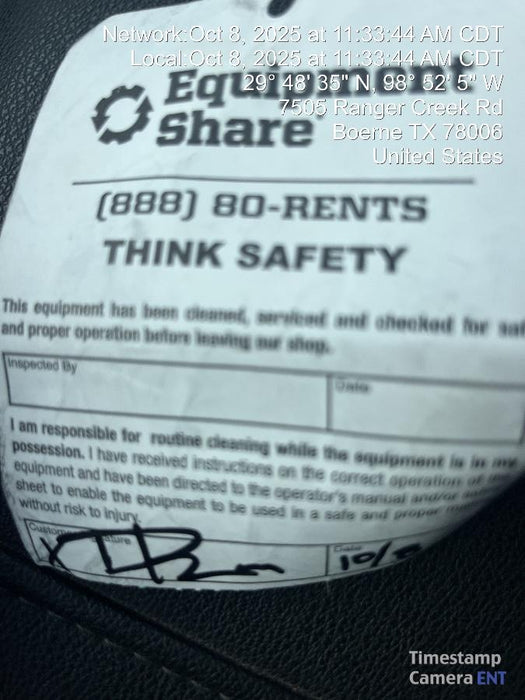 Network:Oct 8, 2025 at 11:33:44 AM CDT
Local:Oct 8, 2025 at 11:33:44 AM CDT
29° 48' 35" N, 98° 52' 5" W
7505 Ranger Creek Rd
Boerne TX 78006
United States
Equipment
Share
(888) 80-RENTS
THINK SAFETY
This equipment has been cleaned, serviced and checked for
and proper operation before leaving our shop.
Inspected By
Date
I am responsible for routine cleaning while the equipment is in my
possession. I have received instructions on the correct operation of
equipment and have been directed to the operator's manual and/or
sheet to enable the equipment to be used in a safe and proper
without risk to injury.
Date
X
10/8
Timestamp
Camera ENT